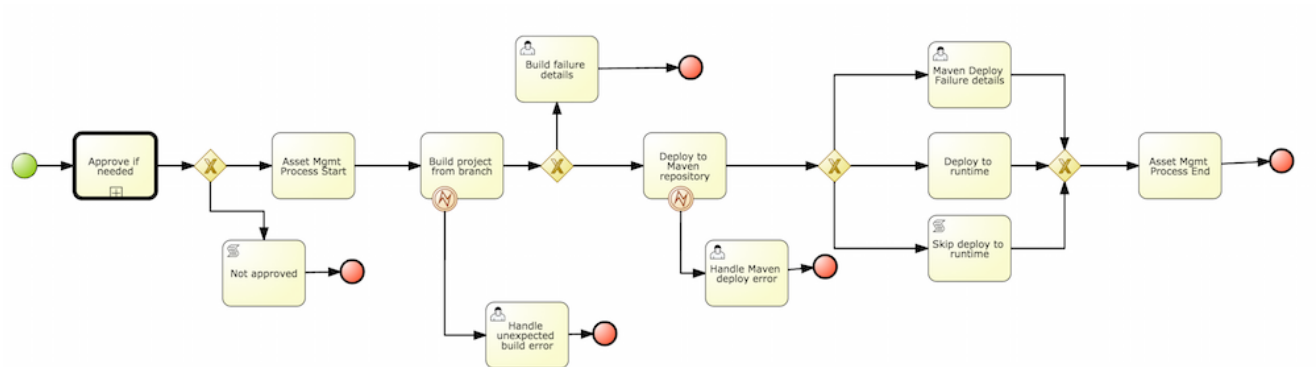 Approve if
needed
Asset Mgmt
Process Start
Not approved
Build project
from branch
Build failure
details
Handle
unexpected
build error
Deploy to
Maven
repository
Handle Maven
deploy error
Maven Deploy
Failure details
Deploy to
runtime
Skip deploy to
runtime
Asset Mgmt
Process End